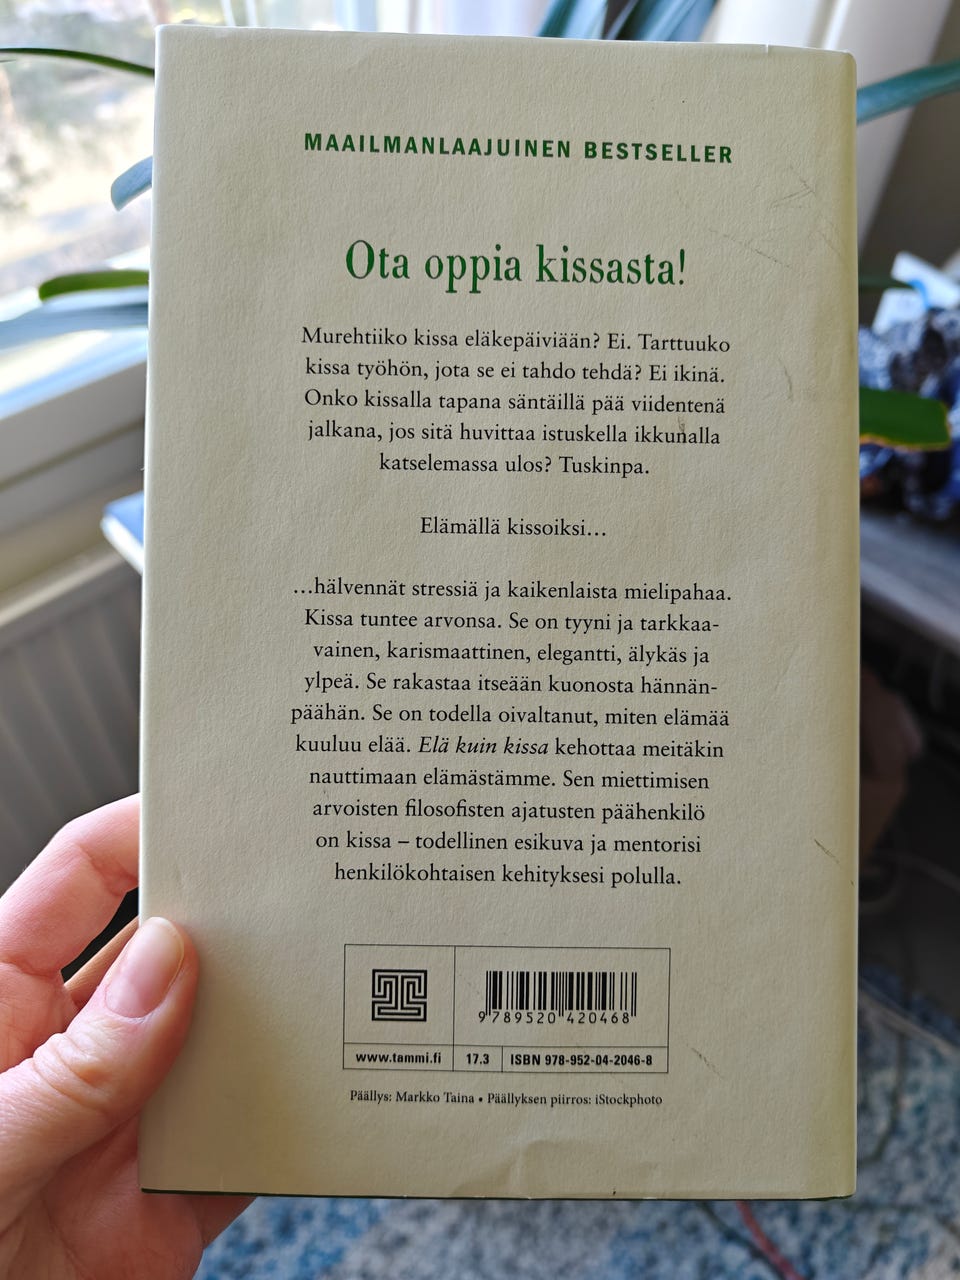 MAAILMANLAAJUINEN BESTSELLER
Ota oppia kissasta!
Murehtiiko kissa eläkepäiviään? Ei. Tarttuuko
kissa työhön, jota se ei tahdo tehdä? Ei ikinä.
Onko kissalla tapana säntäillä pää viidentenä
jalkana, jos sitä huvittaa istuskella ikkunalla
katselemassa ulos? Tuskinpa.
Elämällä kissoiksi…
…hälvennät stressiä ja kaikenlaista mielipahaa.
Kissa tuntee arvonsa. Se on tyyni ja tarkkaa-
vainen, karismaattinen, elegantti, älykäs ja
ylpeä. Se rakastaa itseään kuonosta hännän-
päähän. Se on todella oivaltanut, miten elämää
kuuluu elää. Elä kuin kissa kehottaa meitäkin
nauttimaan elämästämme. Sen miettimisen
arvoisten filosofisten ajatusten päähenkilö
on kissa – todellinen esikuva ja mentorisi
henkilökohtaisen kehityksesi polulla.
9 789520 420468
www.tammi.fi 17.3 ISBN 978-952-04-2046-8
Päällys: Markko Taina • Päällyksen piirros: iStockphoto